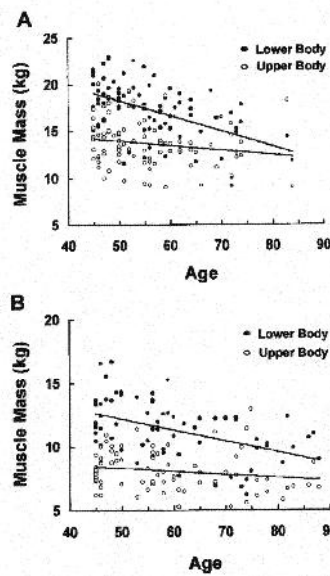 A
25
20
15
10
5
Muscle Mass (kg)
Lower Body
Upper Body
40 50 60 70 80 90
Age
B
20
15
10
5
Muscle Mass (kg)
Lower Body
Upper Body
40 50 60 70 80 90
Age